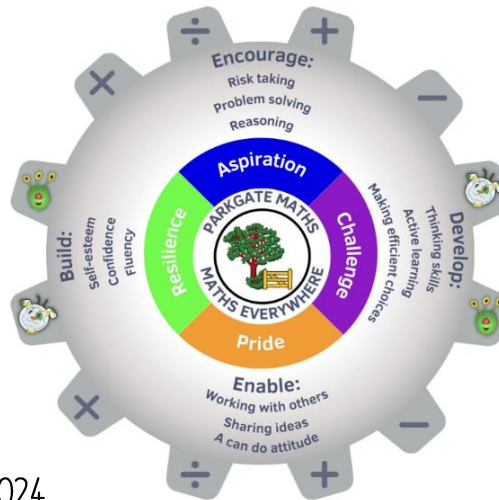 ÷
+
×
−
Encourage:
Risk taking
Problem solving
Reasoning
Aspiration
Challenge
Pride
Resilience
PARKGATE MATHS
MATHS EVERYWHERE
Develop:
Thinking skills
Active learning
Making efficient choices
Build:
Self-esteem
Confidence
Fluency
Enable:
Working with others
Sharing ideas
A can do attitude
×
−
÷
+